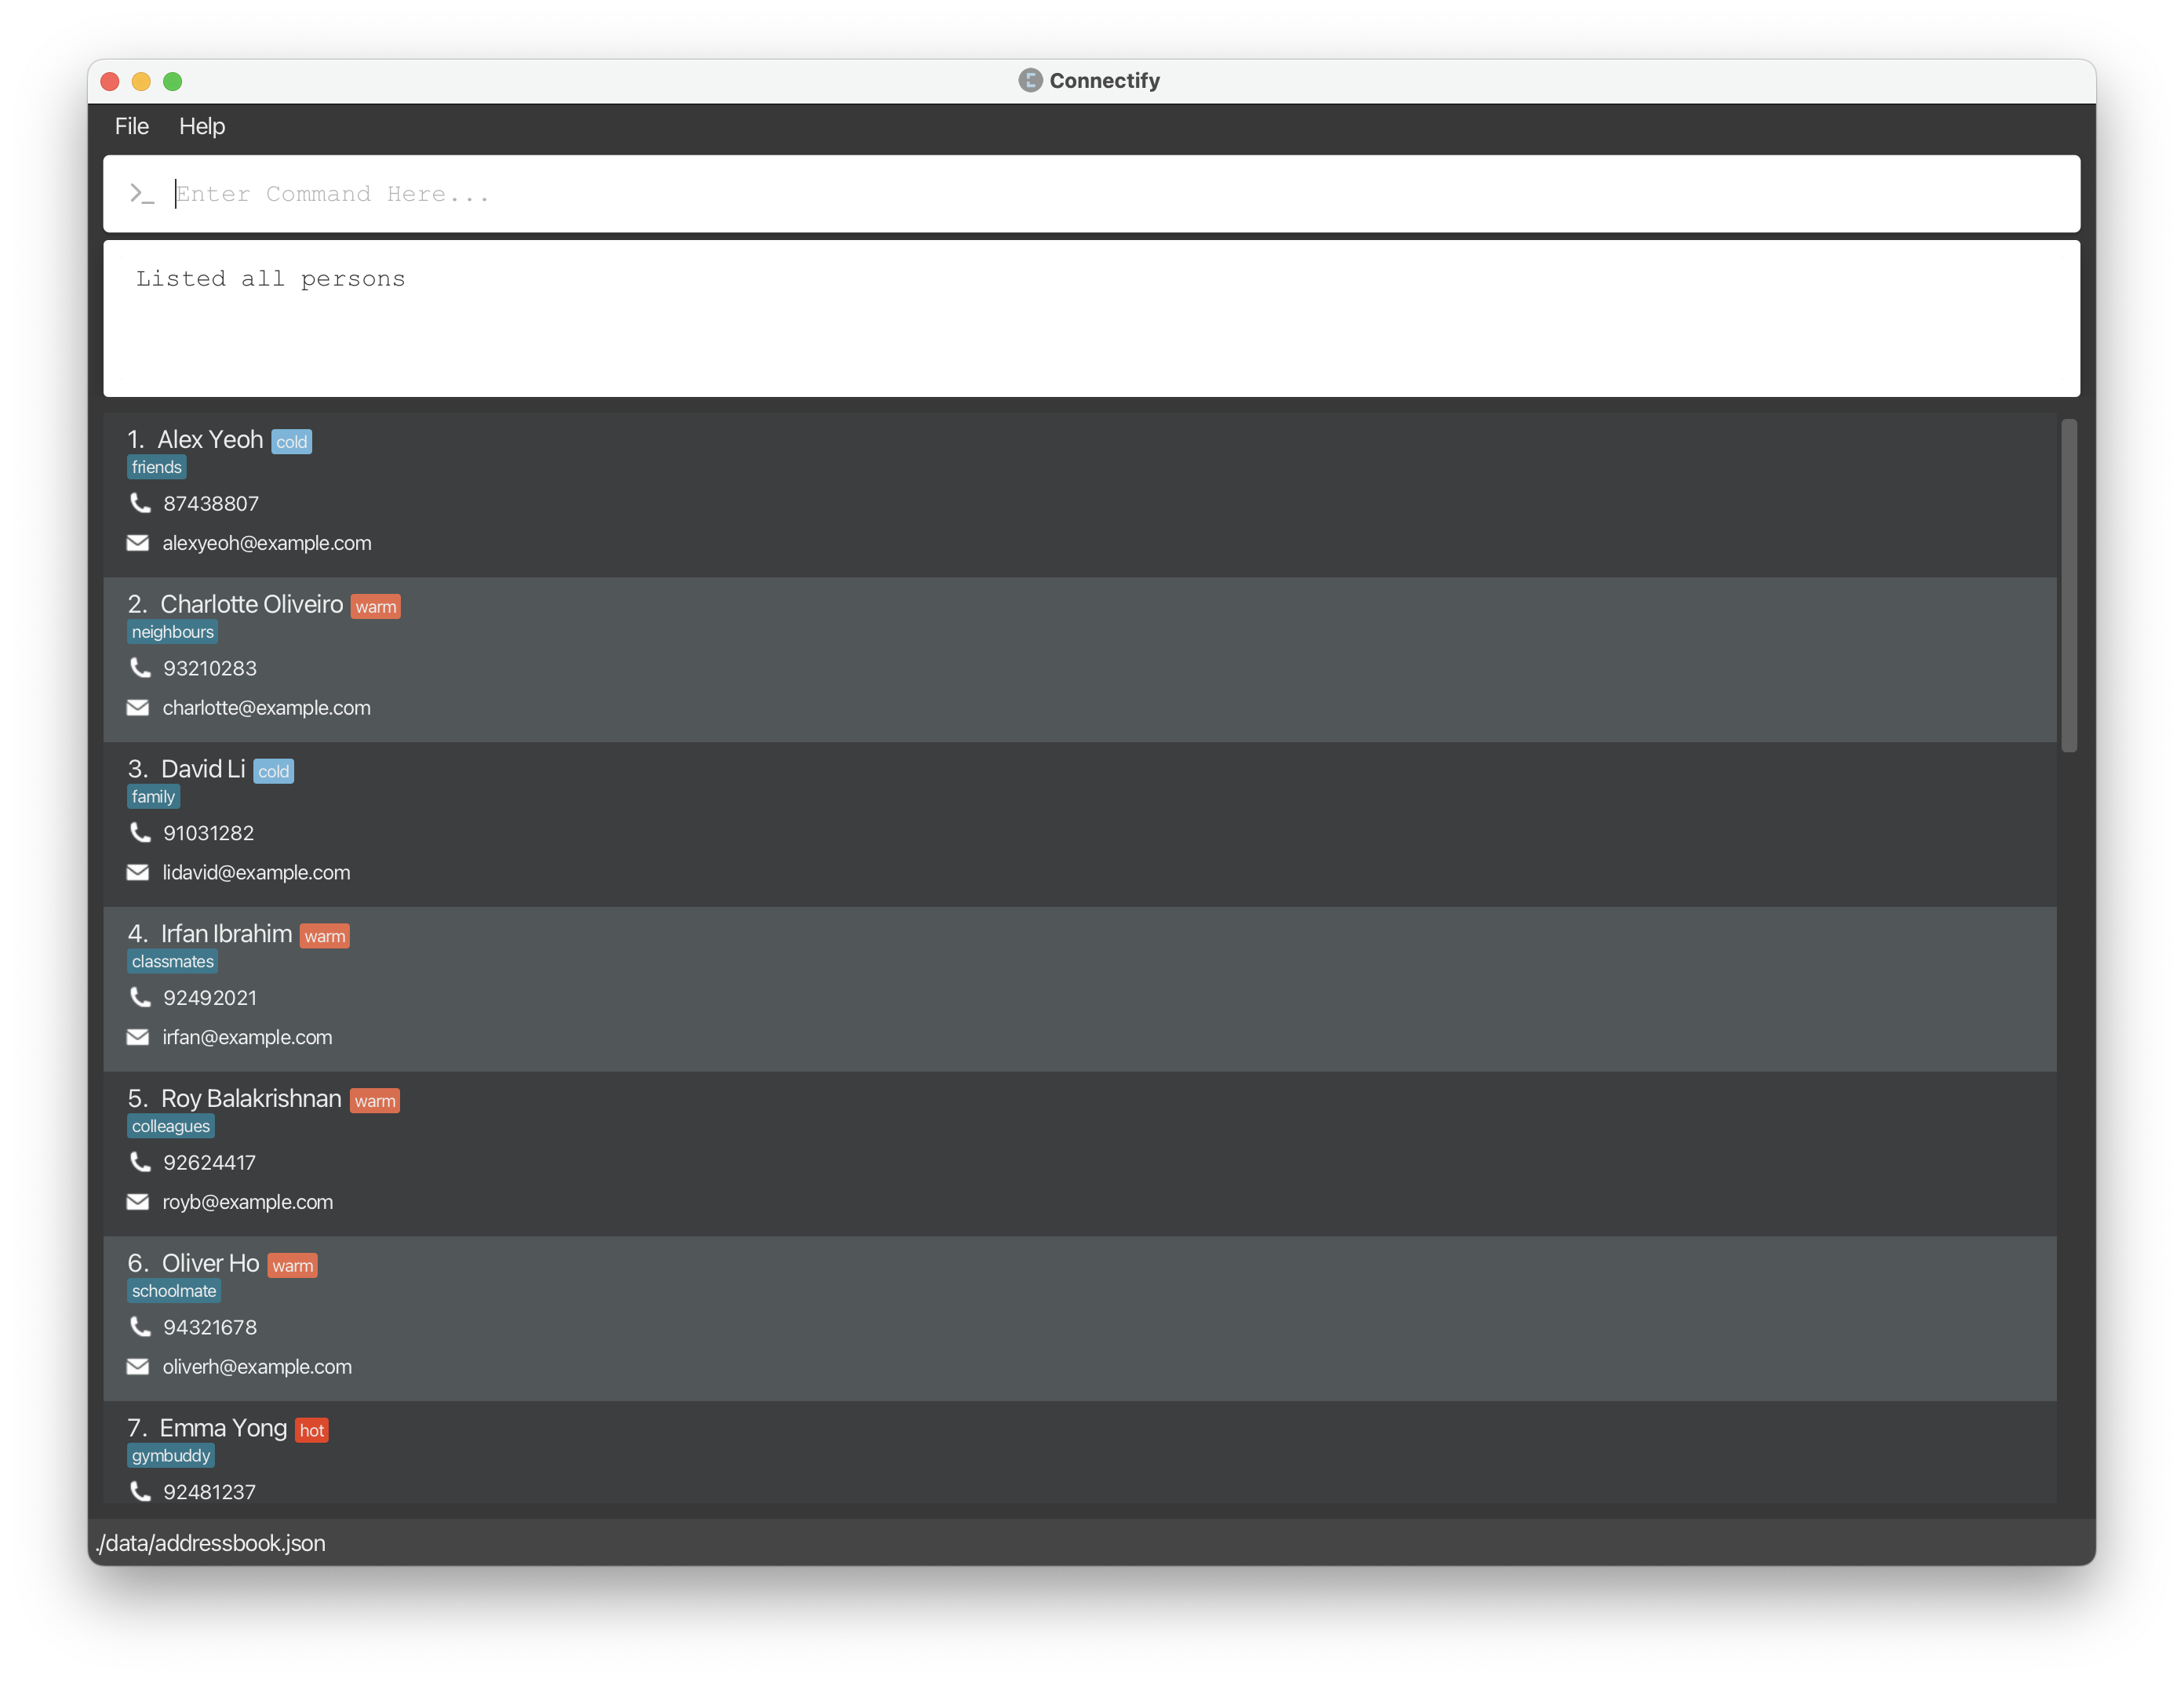 Connectify
File Help
>_ Enter Command Here...
Listed all persons
1. Alex Yeoh cold
friends
87438807
alexyeoh@example.com
2. Charlotte Oliveiro warm
neighbours
93210283
charlotte@example.com
3. David Li cold
family
91031282
lidavid@example.com
4. Irfan Ibrahim warm
classmates
92492021
irfan@example.com
5. Roy Balakrishnan warm
colleagues
92624417
royb@example.com
6. Oliver Ho warm
schoolmate
94321678
oliverh@example.com
7. Emma Yong hot
gymbuddy
92481237
./data/addressbook.json